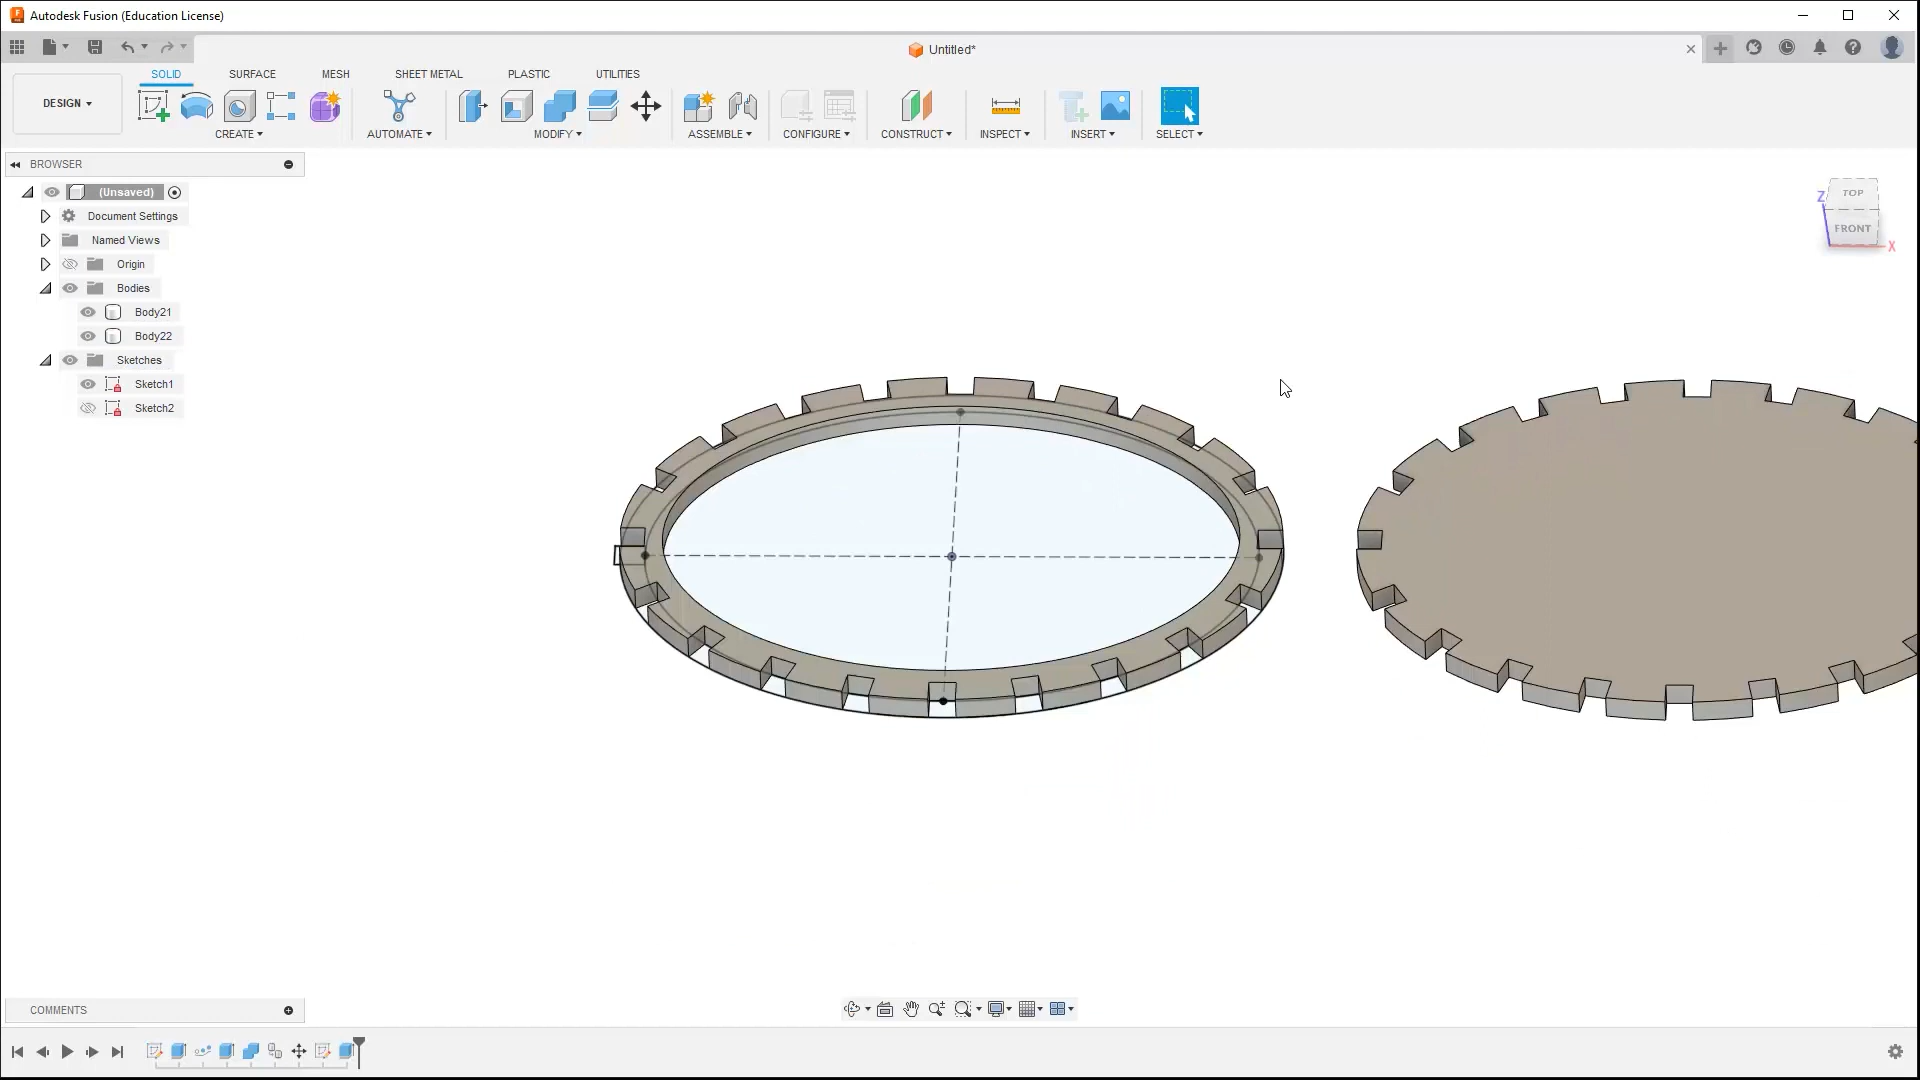 Autodesk Fusion (Education License)
Untitled*
DESIGN
SOLID
SURFACE
MESH
SHEET METAL
PLASTIC
UTILITIES
CREATE
AUTOMATE
MODIFY
ASSEMBLE
CONFIGURE
CONSTRUCT
INSPECT
INSERT
SELECT
BROWSER
(Unsaved)
Document Settings
Named Views
Origin
Bodies
Body21
Body22
Sketches
Sketch1
Sketch2
TOP
Z
FRONT
X
COMMENTS